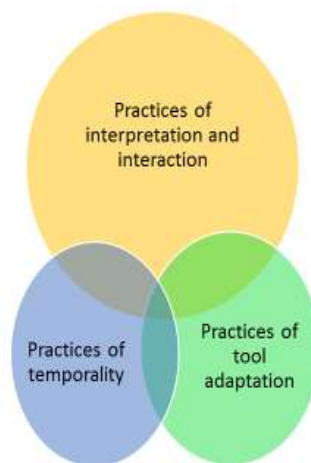 Practices of
interpretation and
interaction
Practices of
temporality
Practices of
tool
adaptation